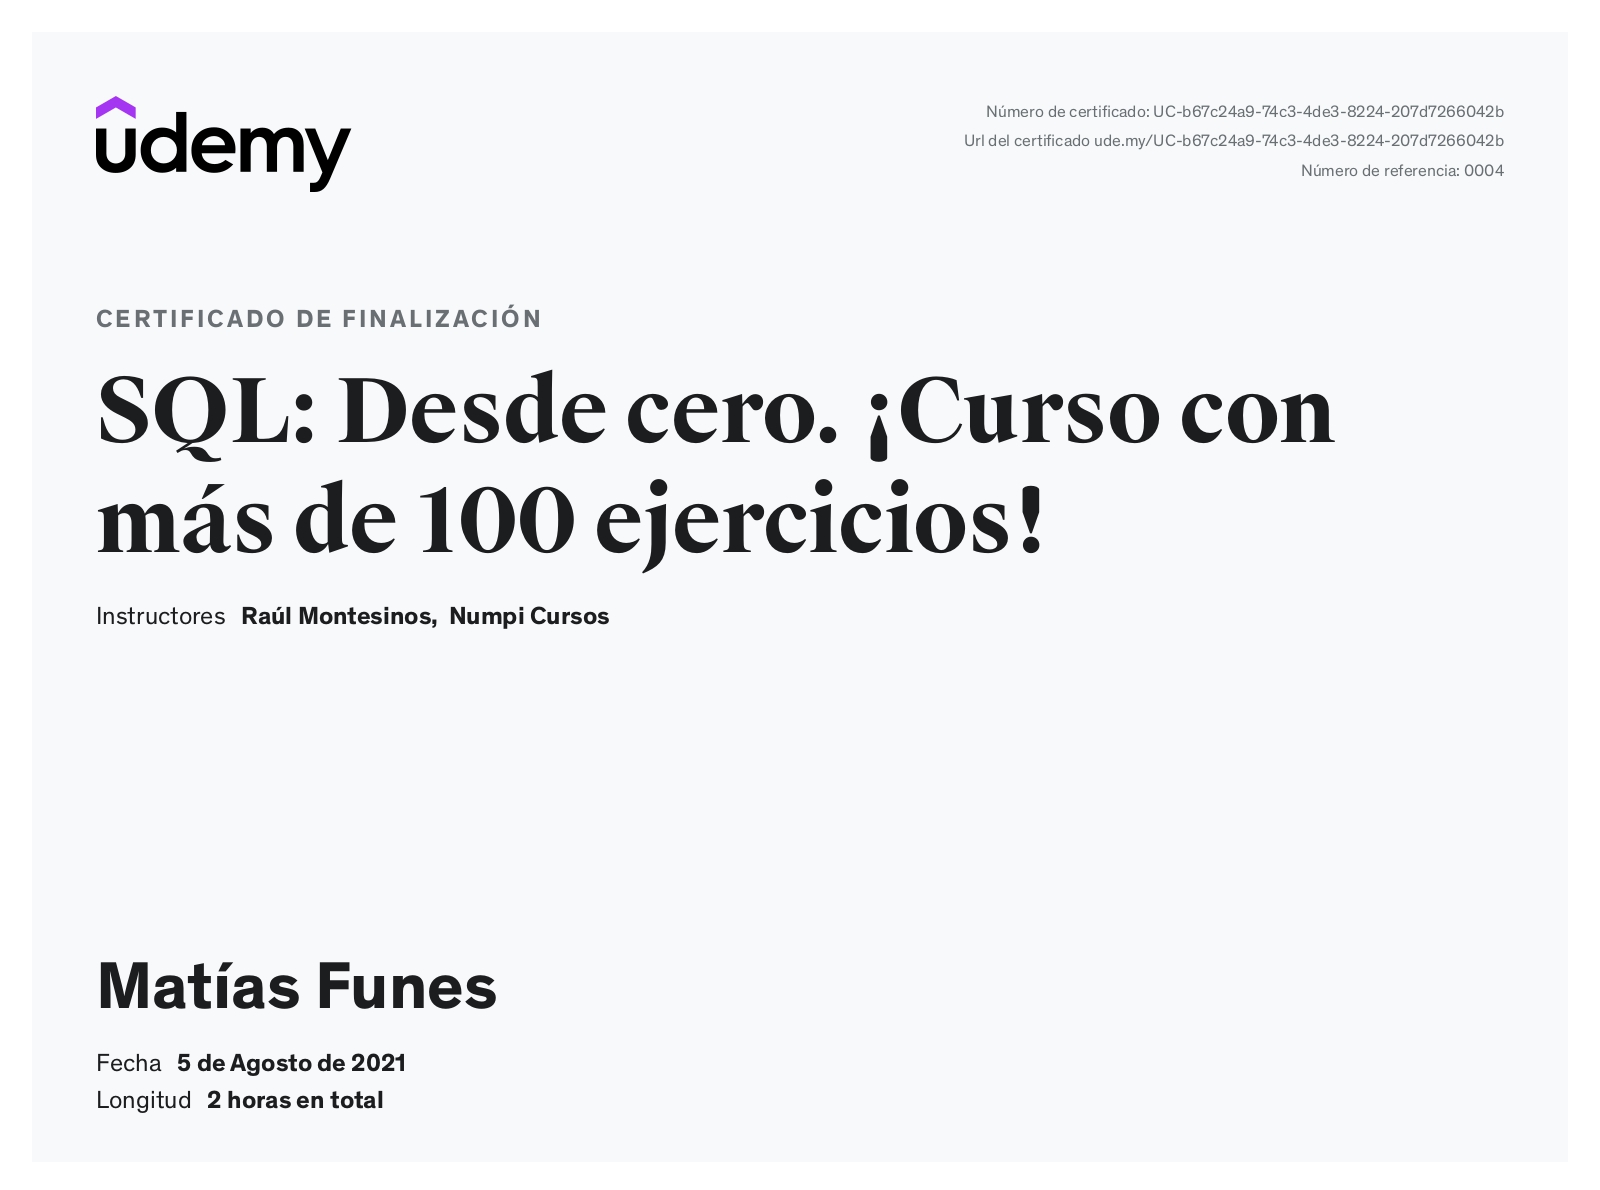 udemy
Número de certificado: UC-b67c24a9-74c3-4de3-8224-207d7266042b
Url del certificado ude.my/UC-b67c24a9-74c3-4de3-8224-207d7266042b
Número de referencia: 0004
CERTIFICADO DE FINALIZACIÓN
SQL: Desde cero. ¡Curso con
más de 100 ejercicios!
Instructores Raúl Montesinos, Numpi Cursos
Matías Funes
Fecha 5 de Agosto de 2021
Longitud 2 horas en total